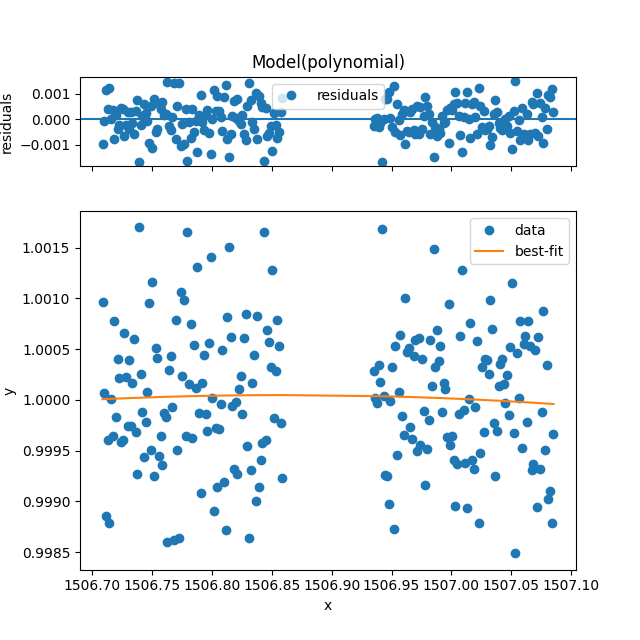 Model(polynomial)
residuals
0.001
0.000
−0.001
residuals
data
best-fit
1.0015
1.0010
1.0005
1.0000
0.9995
0.9990
0.9985
y
1506.70 1506.75 1506.80 1506.85 1506.90 1506.95 1507.00 1507.05 1507.10
x